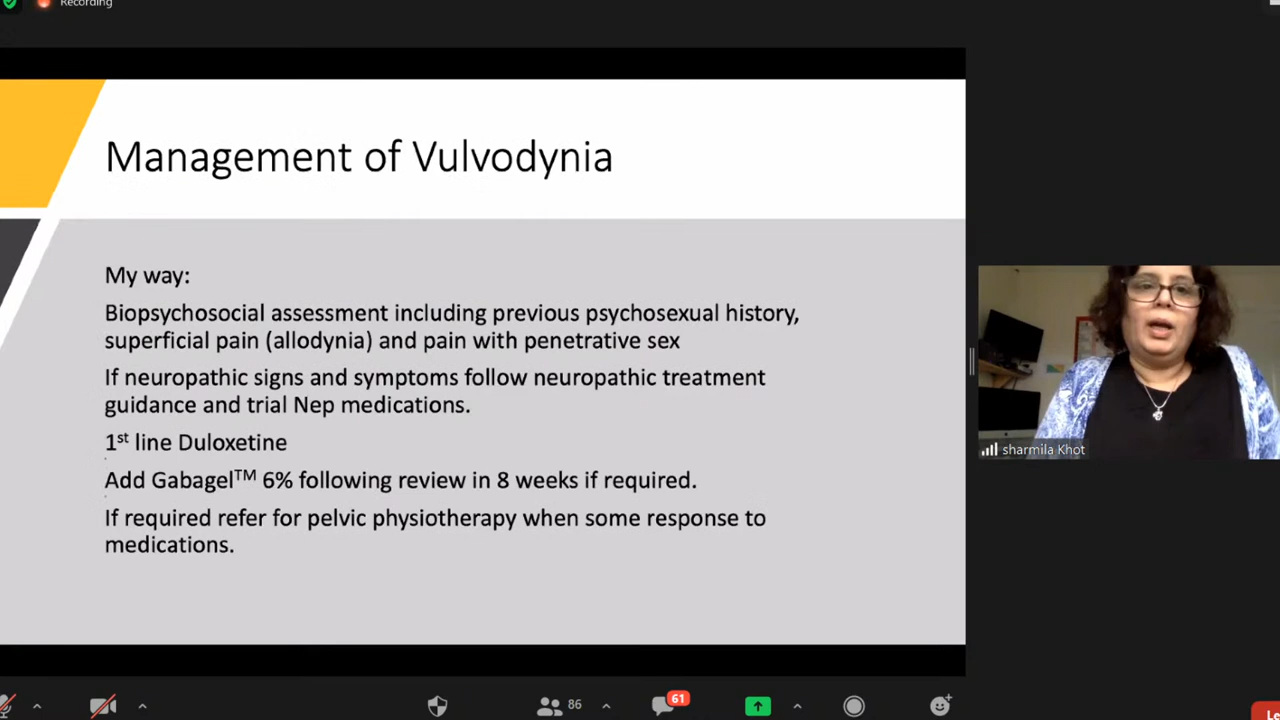 Recording
Management of Vulvodynia
My way:
Biopsychosocial assessment including previous psychosexual history,
superficial pain (allodynia) and pain with penetrative sex
If neuropathic signs and symptoms follow neuropathic treatment
guidance and trial Nep medications.
1st line Duloxetine
Add Gabagel™ 6% following review in 8 weeks if required.
If required refer for pelvic physiotherapy when some response to
medications.
sharmila Khot
86
61
Le